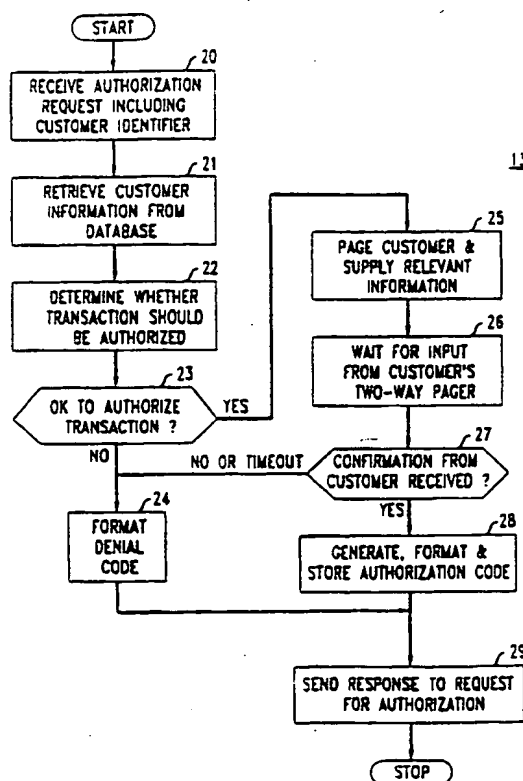 START
20
RECEIVE AUTHORIZATION
REQUEST INCLUDING
CUSTOMER IDENTIFIER
21
RETRIEVE CUSTOMER
INFORMATION FROM
DATABASE
22
DETERMINE WHETHER
TRANSACTION SHOULD
BE AUTHORIZED
23
OK TO AUTHORIZE
TRANSACTION ?
YES
NO
24
FORMAT
DENIAL
CODE
13
25
PAGE CUSTOMER &
SUPPLY RELEVANT
INFORMATION
26
WAIT FOR INPUT
FROM CUSTOMER'S
TWO-WAY PAGER
27
NO OR TIMEOUT
CONFIRMATION FROM
CUSTOMER RECEIVED ?
YES
28
GENERATE, FORMAT &
STORE AUTHORIZATION CODE
29
SEND RESPONSE TO REQUEST
FOR AUTHORIZATION
STOP